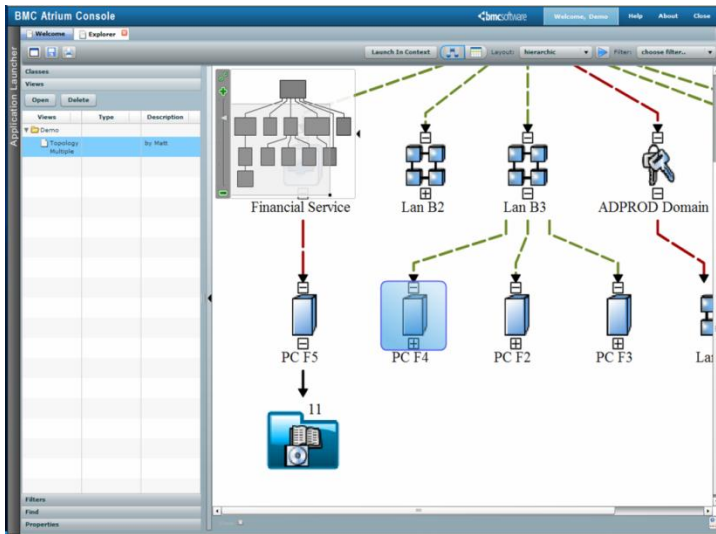 BMC Atrium Console
<bmcsoftware
Welcome, Demo
Help
About
Close
Application Launcher
Welcome
Explorer
Launch In Context
Layout:
hierarchic
Filter:
choose filter..
Classes
Views
Open
Delete
Views
Type
Description
Demo
Topology
Multiple
by Matt
Financial Service
Lan B2
Lan B3
ADPROD Domain
PC F5
PC F4
PC F2
PC F3
La
11
Filters
Find
Properties